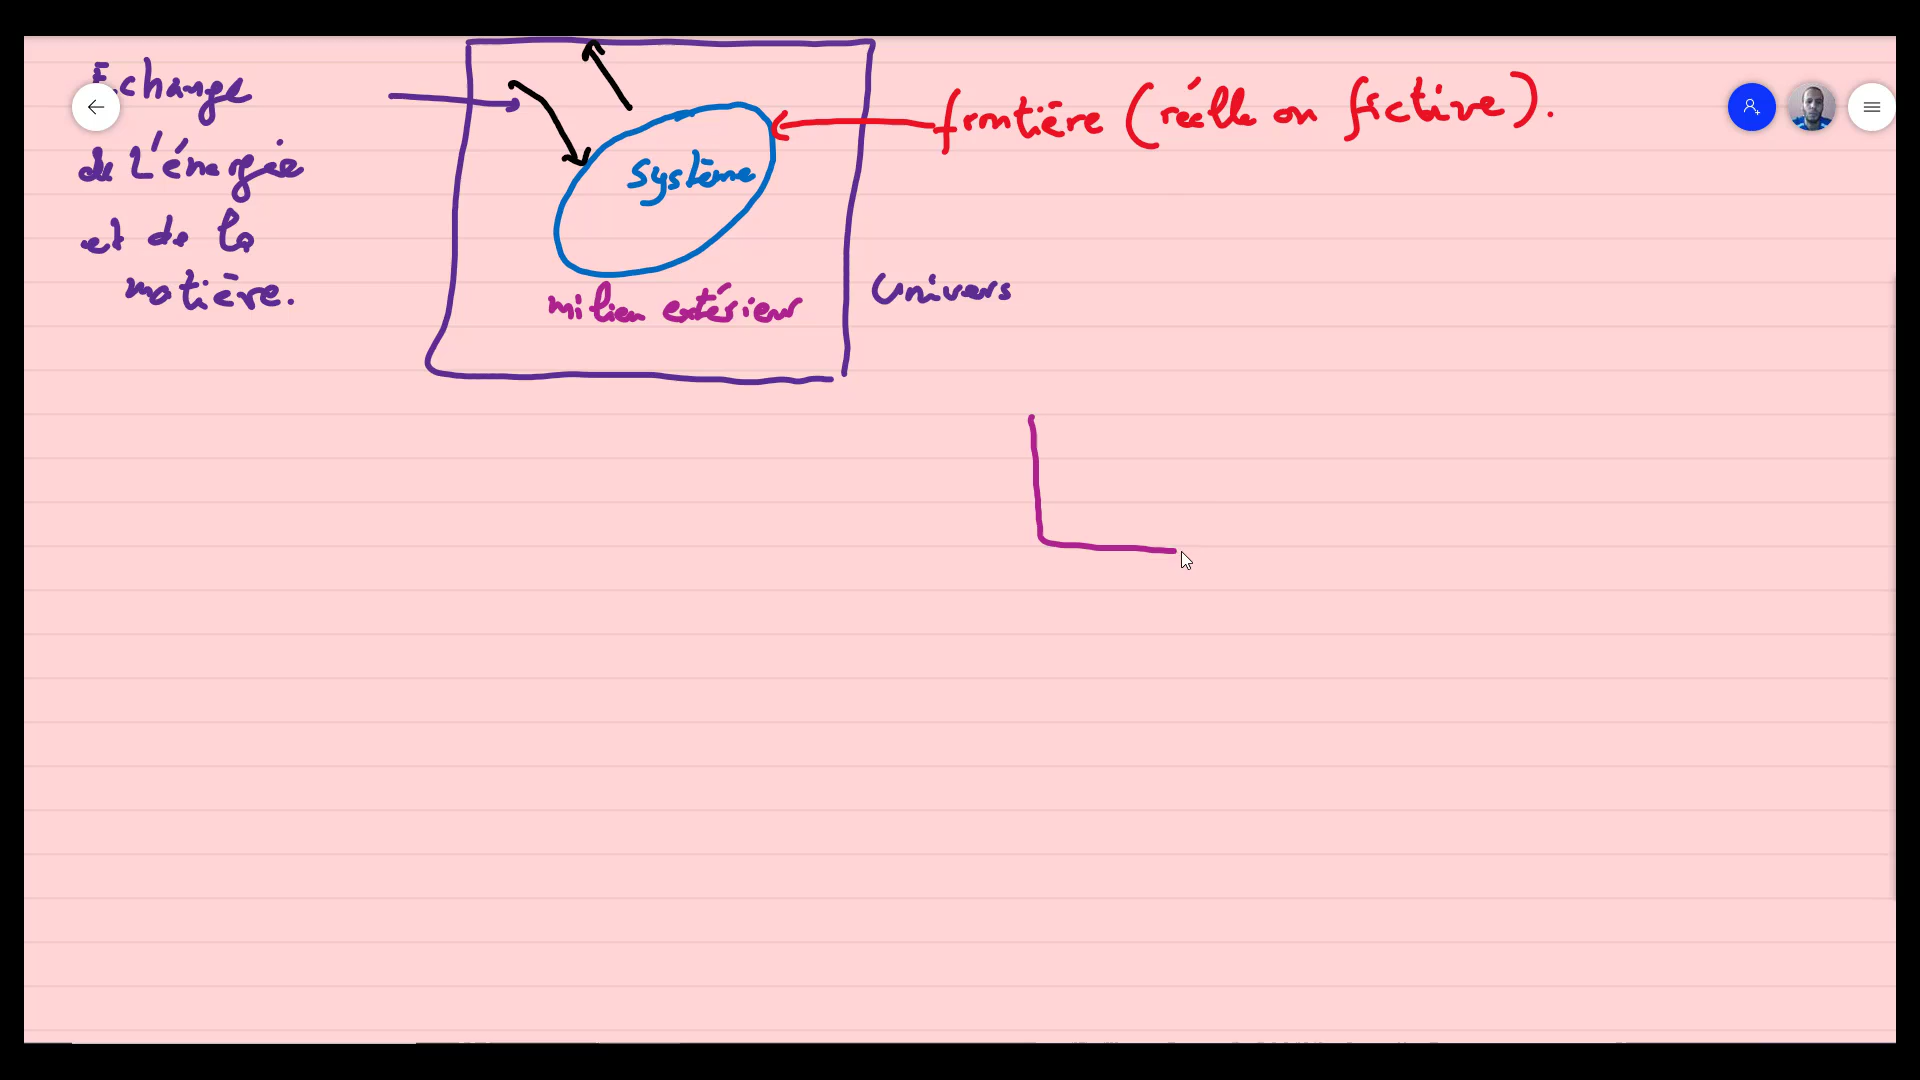 Echange
de L'énergie
et de la
matière.
Système
milieu extérieur
Univers
frontière (réelle ou fictive).